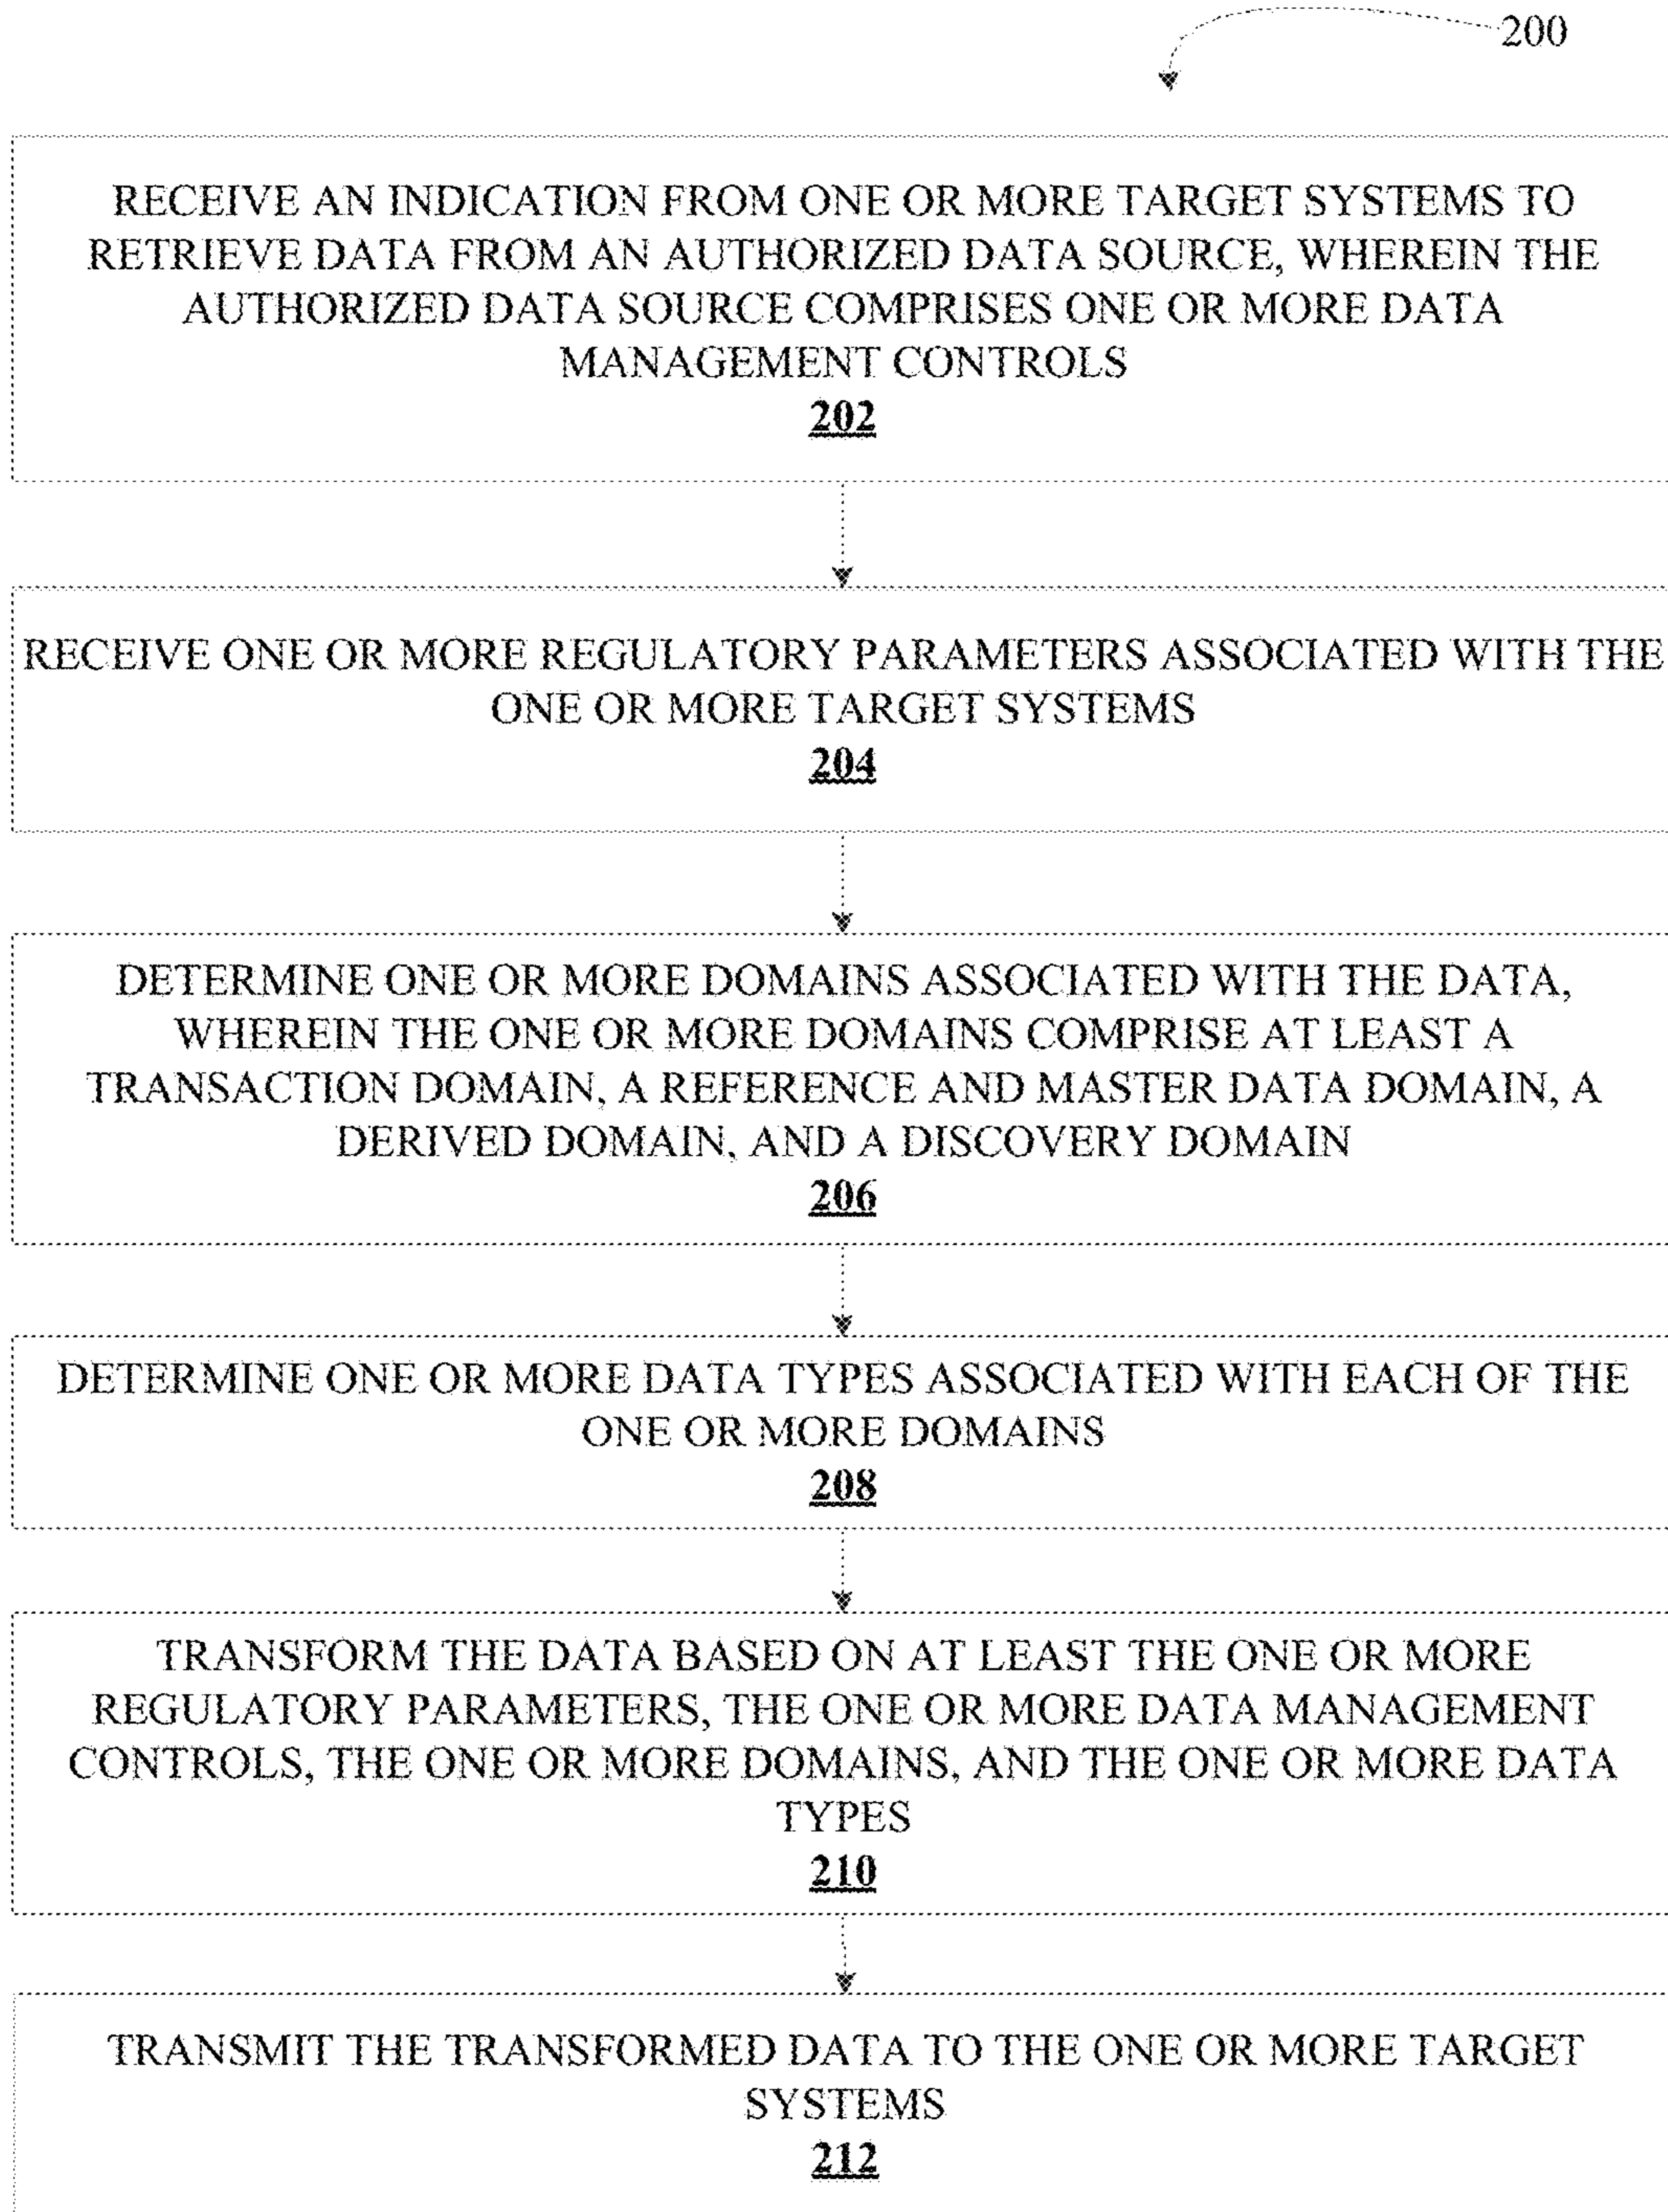 200
RECEIVE AN INDICATION FROM ONE OR MORE TARGET SYSTEMS TO
RETRIEVE DATA FROM AN AUTHORIZED DATA SOURCE, WHEREIN THE
AUTHORIZED DATA SOURCE COMPRISES ONE OR MORE DATA
MANAGEMENT CONTROLS
202
RECEIVE ONE OR MORE REGULATORY PARAMETERS ASSOCIATED WITH THE
ONE OR MORE TARGET SYSTEMS
204
DETERMINE ONE OR MORE DOMAINS ASSOCIATED WITH THE DATA,
WHEREIN THE ONE OR MORE DOMAINS COMPRISE AT LEAST A
TRANSACTION DOMAIN, A REFERENCE AND MASTER DATA DOMAIN, A
DERIVED DOMAIN, AND A DISCOVERY DOMAIN
206
DETERMINE ONE OR MORE DATA TYPES ASSOCIATED WITH EACH OF THE
ONE OR MORE DOMAINS
208
TRANSFORM THE DATA BASED ON AT LEAST THE ONE OR MORE
REGULATORY PARAMETERS, THE ONE OR MORE DATA MANAGEMENT
CONTROLS, THE ONE OR MORE DOMAINS, AND THE ONE OR MORE DATA
TYPES
210
TRANSMIT THE TRANSFORMED DATA TO THE ONE OR MORE TARGET
SYSTEMS
212